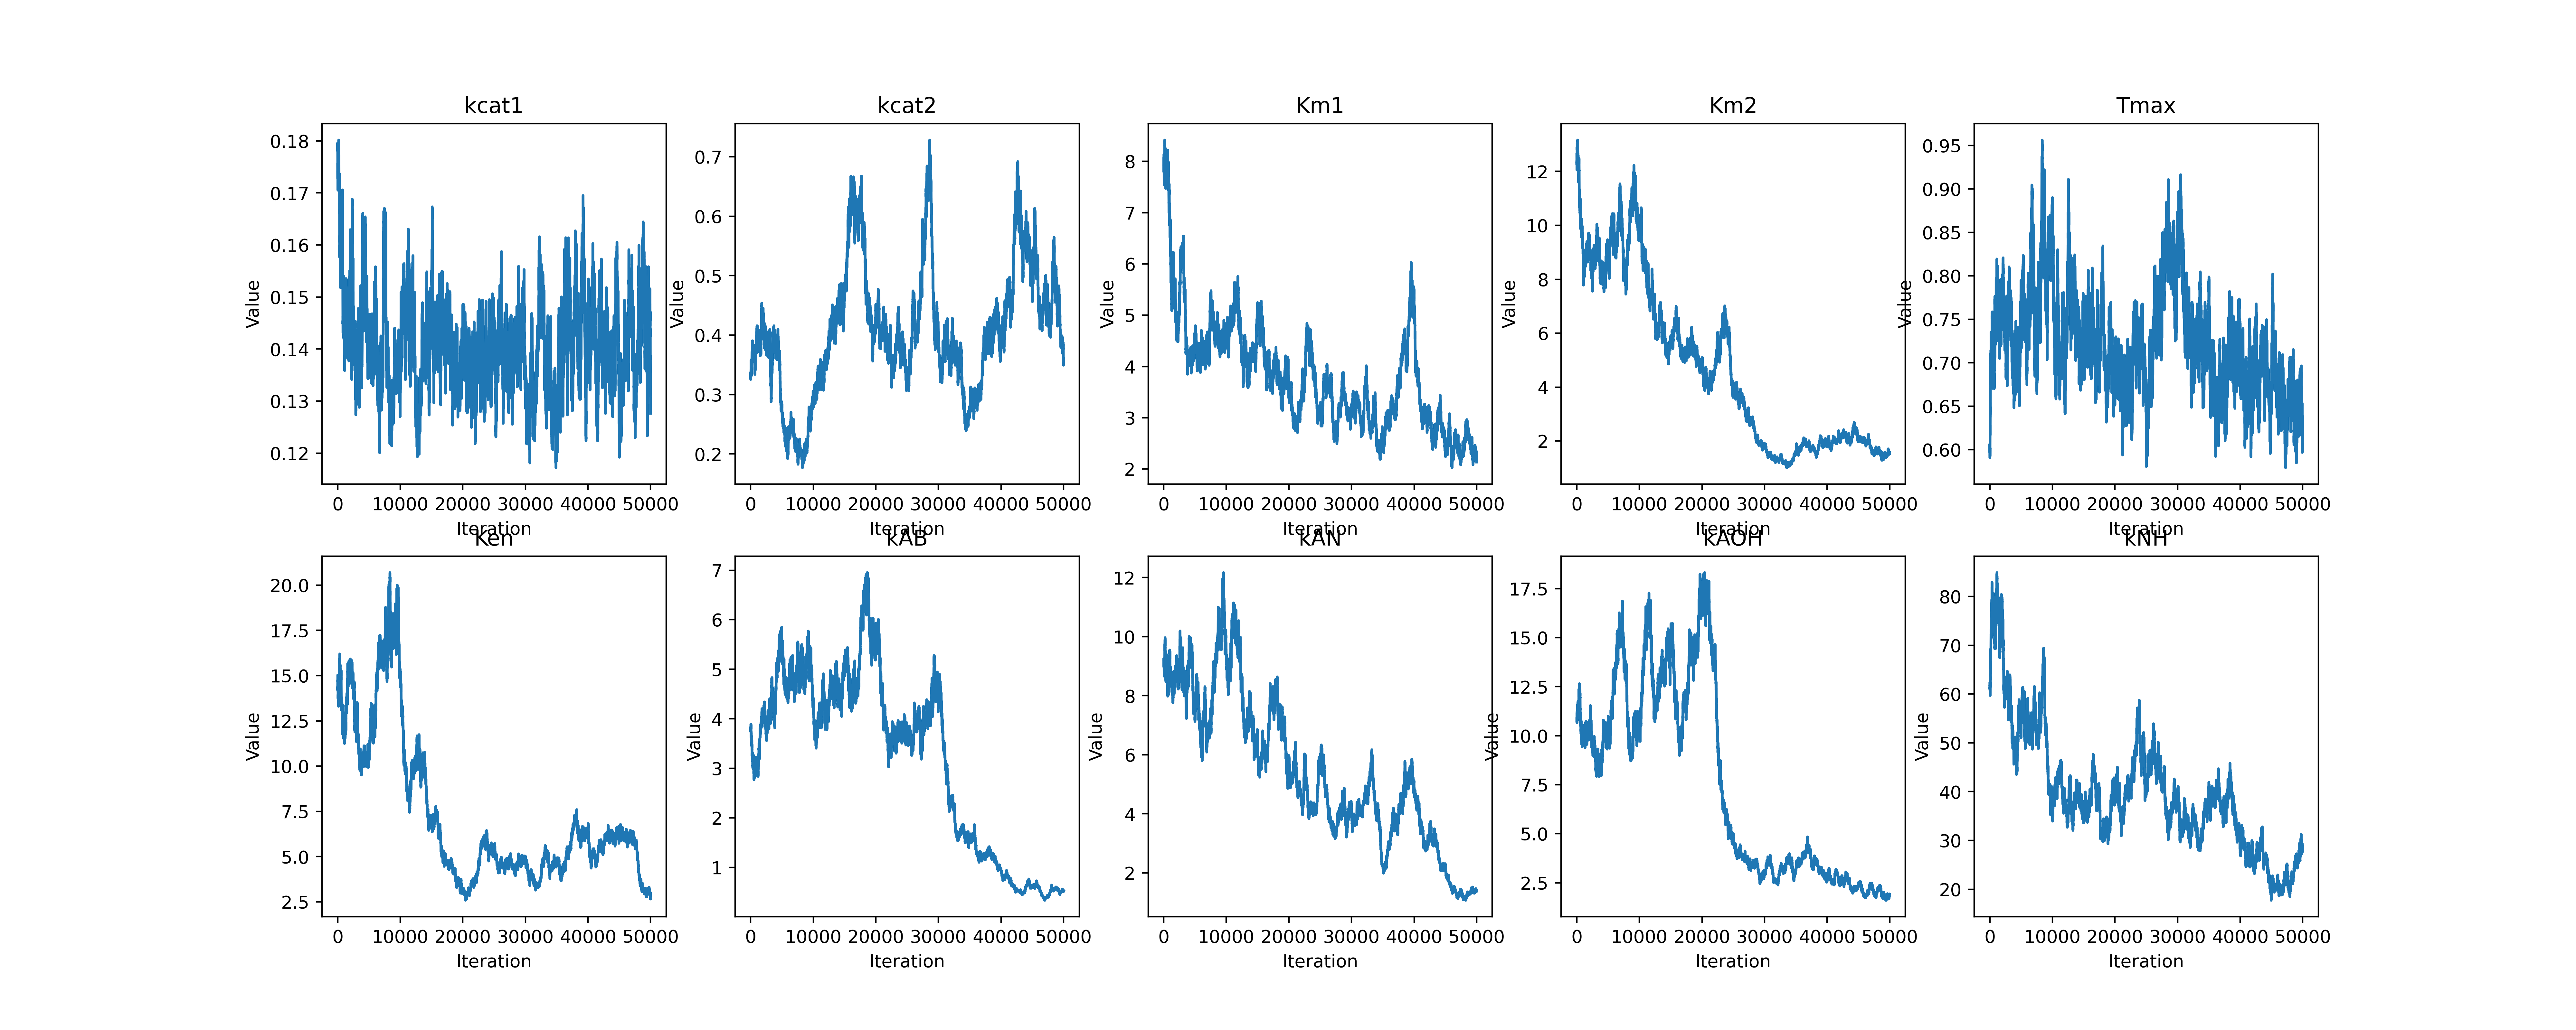 kcat1 kcat2 Km1 Km2 Tmax
0.18 0.17 0.16 0.15 0.14 0.13 0.12
Value
0 10000 20000 30000 40000 50000
Iteration
0.7 0.6 0.5 0.4 0.3 0.2
Value
0 10000 20000 30000 40000 50000
Iteration
8 7 6 5 4 3 2
Value
0 10000 20000 30000 40000 50000
Iteration
12 10 8 6 4 2
Value
0 10000 20000 30000 40000 50000
Iteration
0.95 0.90 0.85 0.80 0.75 0.70 0.65 0.60
Value
0 10000 20000 30000 40000 50000
Iteration
Ken kAB kAN kAOH kNH
20.0 17.5 15.0 12.5 10.0 7.5 5.0 2.5
Value
0 10000 20000 30000 40000 50000
Iteration
7 6 5 4 3 2 1
Value
0 10000 20000 30000 40000 50000
Iteration
12 10 8 6 4 2
Value
0 10000 20000 30000 40000 50000
Iteration
17.5 15.0 12.5 10.0 7.5 5.0 2.5
Value
0 10000 20000 30000 40000 50000
Iteration
80 70 60 50 40 30 20
Value
0 10000 20000 30000 40000 50000
Iteration